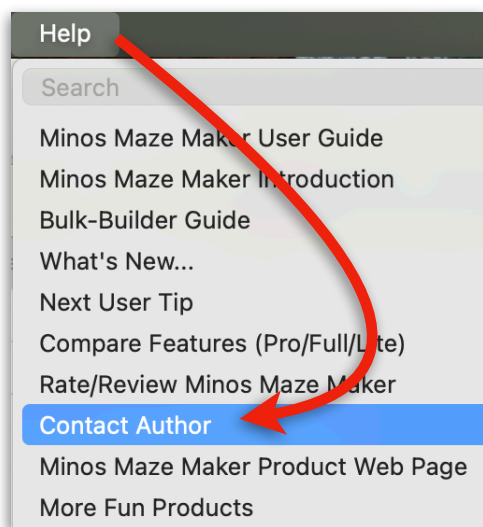 Help
Search
Minos Maze Maker User Guide
Minos Maze Maker Introduction
Bulk-Builder Guide
What's New...
Next User Tip
Compare Features (Pro/Full/Lite)
Rate/Review Minos Maze Maker
Contact Author
Minos Maze Maker Product Web Page
More Fun Products